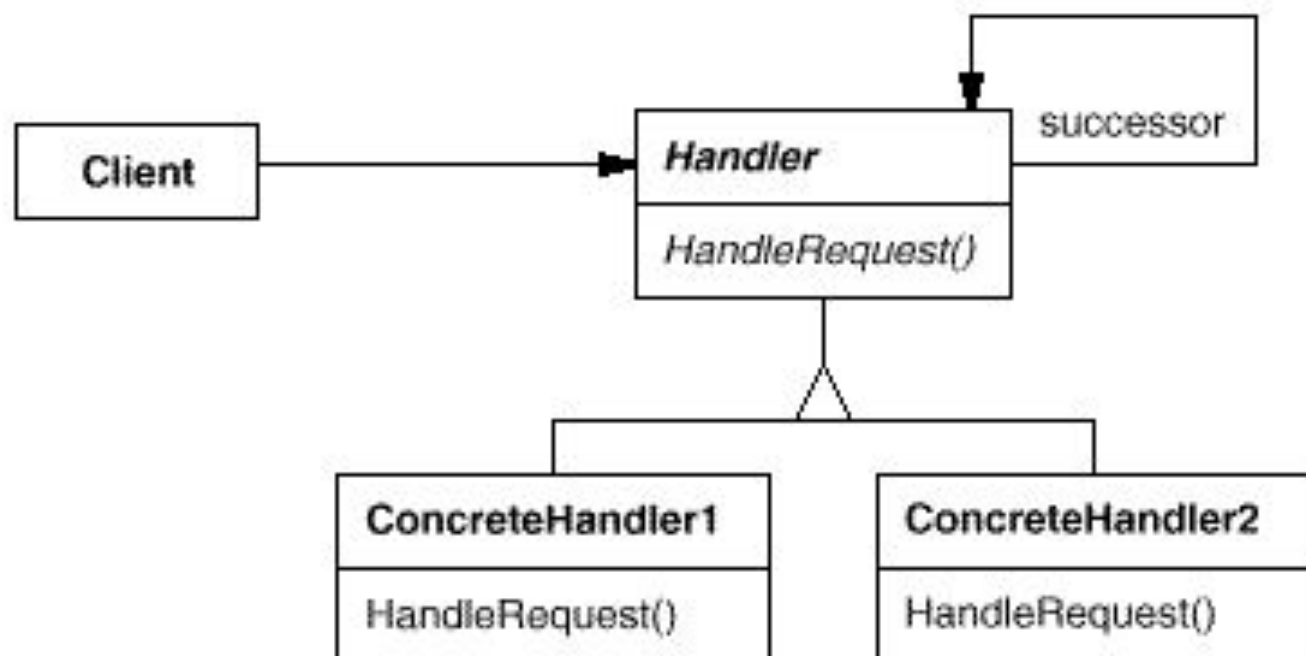 successor
Client
Handler
HandleRequest()
ConcreteHandler1
ConcreteHandler2
HandleRequest()
HandleRequest()